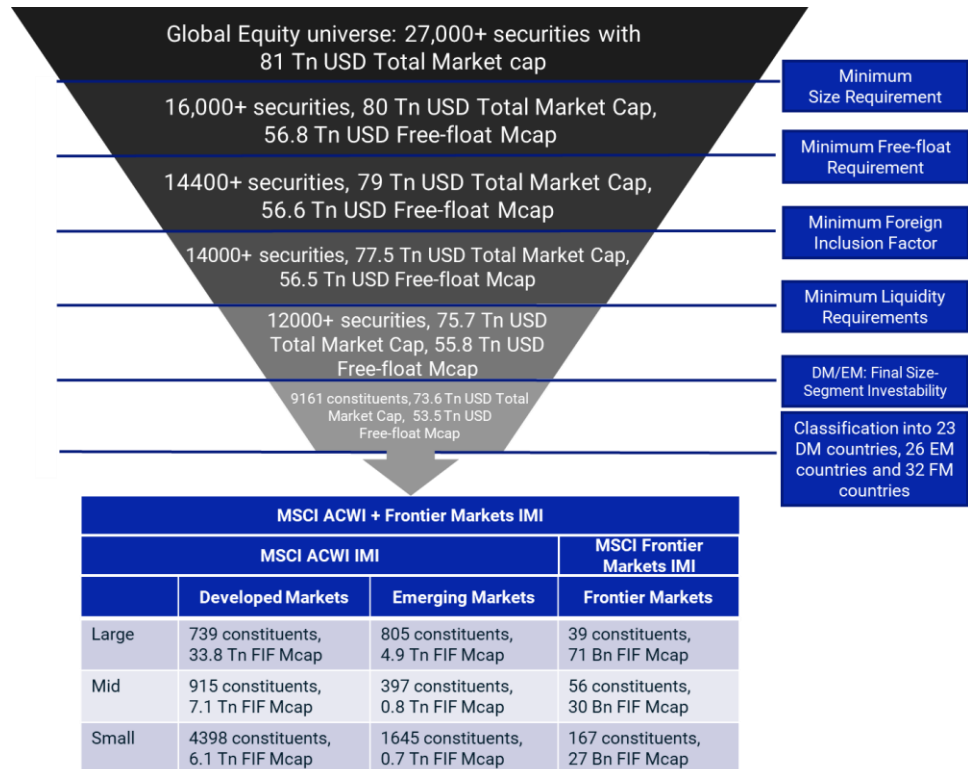 Global Equity universe: 27,000+ securities with
81 Tn USD Total Market cap
Minimum
Size Requirement
16,000+ securities, 80 Tn USD Total Market Cap,
56.8 Tn USD Free-float Mcap
Minimum Free-float
Requirement
14400+ securities, 79 Tn USD Total Market Cap,
56.6 Tn USD Free-float Mcap
Minimum Foreign
Inclusion Factor
14000+ securities, 77.5 Tn USD Total Market Cap,
56.5 Tn USD Free-float Mcap
Minimum Liquidity
Requirements
12000+ securities, 75.7 Tn USD
Total Market Cap, 55.8 Tn USD
Free-float Mcap
DM/EM: Final Size-
Segment Investability
9161 constituents, 73.6 Tn USD Total
Market Cap, 53.5 Tn USD
Free-float Mcap
Classification into 23
DM countries, 26 EM
countries and 32 FM
countries
MSCI ACWI + Frontier Markets IMI
MSCI ACWI IMI
MSCI Frontier
Markets IMI
Developed Markets
Emerging Markets
Frontier Markets
Large
739 constituents,
33.8 Tn FIF Mcap
805 constituents,
4.9 Tn FIF Mcap
39 constituents,
71 Bn FIF Mcap
Mid
915 constituents,
7.1 Tn FIF Mcap
397 constituents,
0.8 Tn FIF Mcap
56 constituents,
30 Bn FIF Mcap
Small
4398 constituents,
6.1 Tn FIF Mcap
1645 constituents,
0.7 Tn FIF Mcap
167 constituents,
27 Bn FIF Mcap